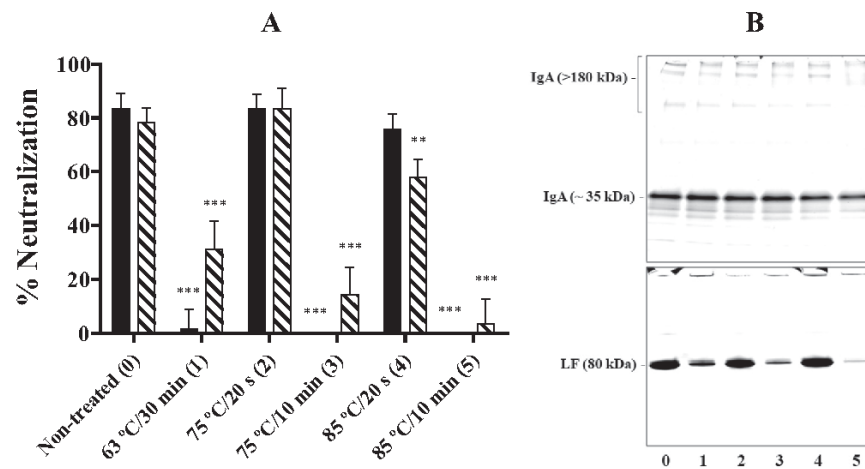 A
B
% Neutralization
100
80
60
40
20
0
***
***
***
***
**
***
***
Non-treated (0)
63 ºC/30 min (1)
75 ºC/20 s (2)
75 ºC/10 min (3)
85 ºC/20 s (4)
85 ºC/10 min (5)
IgA (>180 kDa)
IgA (~ 35 kDa)
LF (80 kDa)
0 1 2 3 4 5